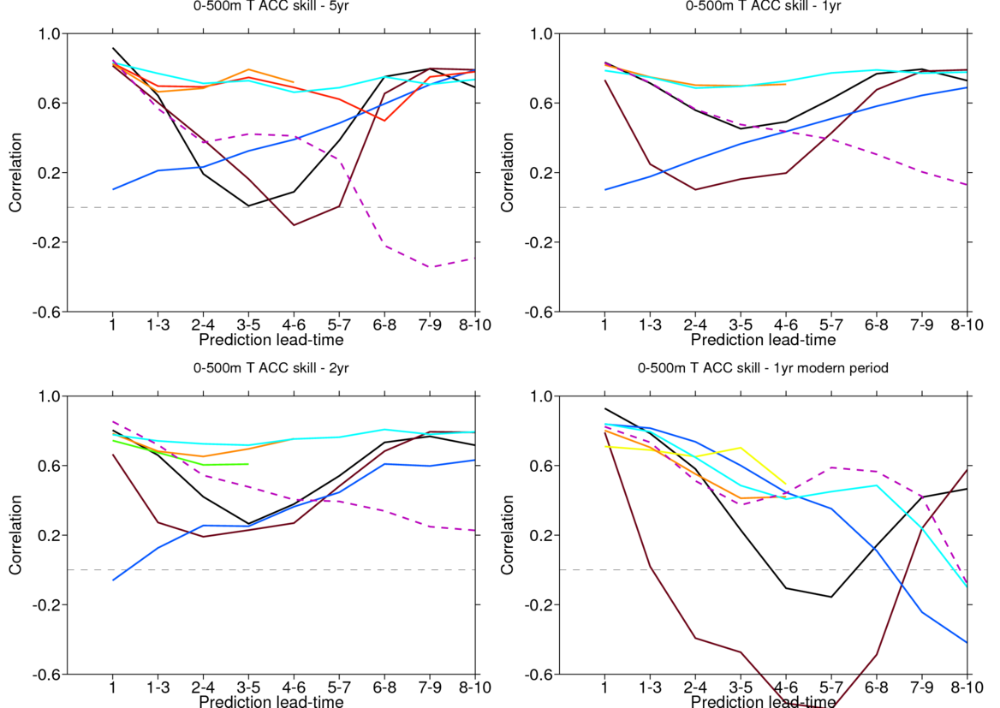 0-500m T ACC skill - 5yr
1.0
0.6
0.2
-0.2
-0.6
Correlation
1 1-3 2-4 3-5 4-6 5-7 6-8 7-9 8-10
Prediction lead-time
0-500m T ACC skill - 1yr
1.0
0.6
0.2
-0.2
-0.6
Correlation
1 1-3 2-4 3-5 4-6 5-7 6-8 7-9 8-10
Prediction lead-time
0-500m T ACC skill - 2yr
1.0
0.6
0.2
-0.2
-0.6
Correlation
1 1-3 2-4 3-5 4-6 5-7 6-8 7-9 8-10
Prediction lead-time
0-500m T ACC skill - 1yr modern period
1.0
0.6
0.2
-0.2
-0.6
Correlation
1 1-3 2-4 3-5 4-6 5-7 6-8 7-9 8-10
Prediction lead-time